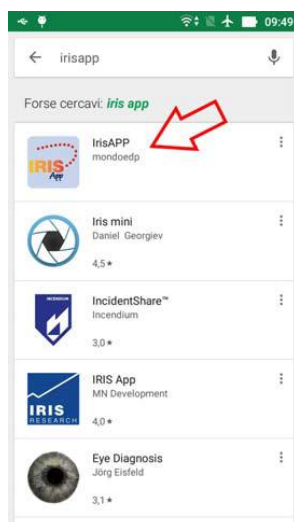 09:49
irisapp
Forse cercavi: iris app
IRIS
App
IrisAPP
mondoedp
Iris mini
Daniel Georgiev
4,5★
INCENDIUM
IncidentShare™
Incendium
3,0★
IRIS
RESEARCH
IRIS App
MN Development
4,0★
Eye Diagnosis
Jörg Eisfeld
3,1★